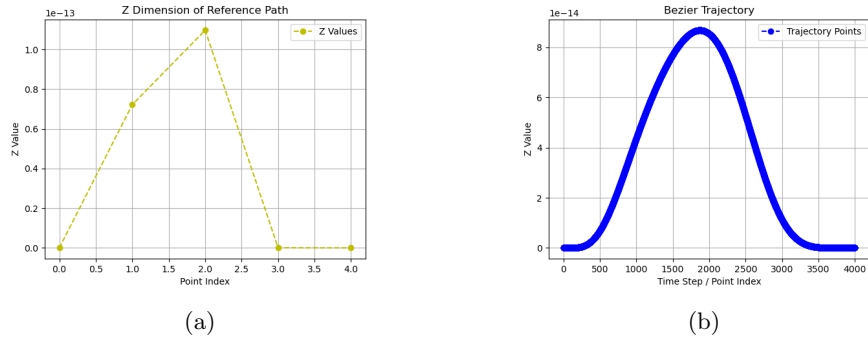 Z Dimension of Reference Path
1e−13
Z Values
1.0
0.8
0.6
0.4
0.2
0.0
Z Value
0.0 0.5 1.0 1.5 2.0 2.5 3.0 3.5 4.0
Point Index
(a)
Bezier Trajectory
1e−14
Trajectory Points
8
6
4
2
0
Z Value
0 500 1000 1500 2000 2500 3000 3500 4000
Time Step / Point Index
(b)